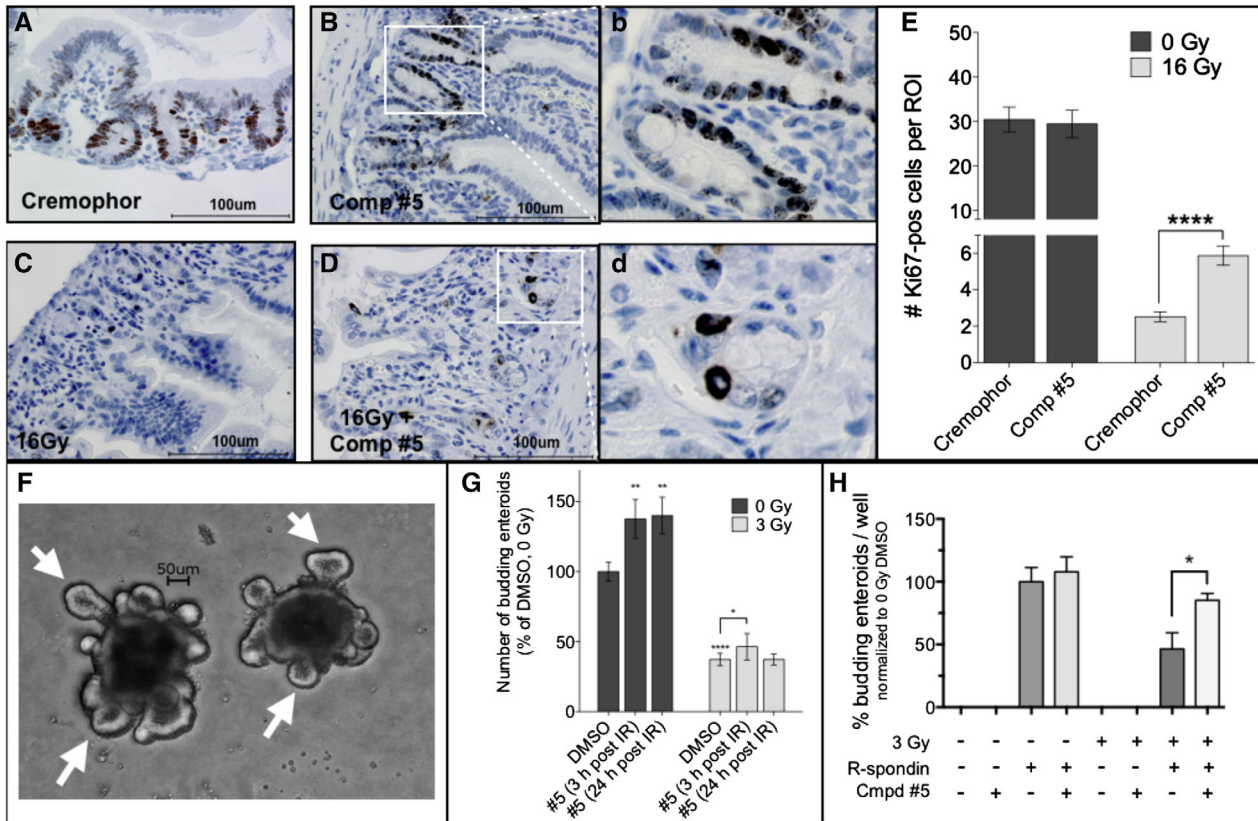 A
Cremophor
100um
B
Comp #5
100um
b
C
16Gy
100um
D
16Gy +
Comp #5
100um
d
E
# Ki67-pos cells per ROI
50
40
30
20
10
6
4
2
0
0 Gy
16 Gy
****
Cremophor
Comp #5
Cremophor
Comp #5
F
50um
G
Number of budding enteroids
(% of DMSO, 0 Gy)
150
100
50
0
** **
0 Gy
3 Gy
*
****
DMSO
#5 (3 h post IR)
#5 (24 h post IR)
DMSO
#5 (3 h post IR)
#5 (24 h post IR)
H
% budding enteroids / well
normalized to 0 Gy DMSO
150
100
50
0
*
3 Gy - - - - + + + +
R-spondin - - + + - - + +
Cmpd #5 - + - + - + - +